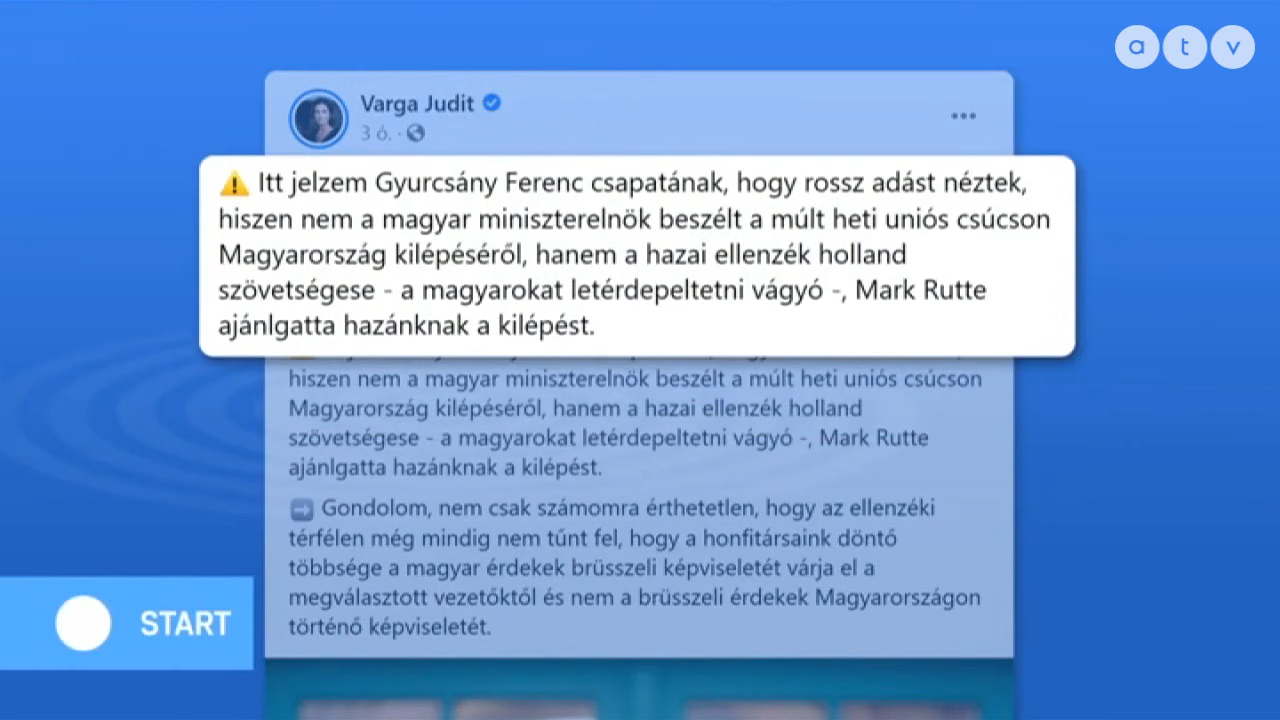 atv
Varga Judit
3 ó.
Itt jelzem Gyurcsány Ferenc csapatának, hogy rossz adást néztek,
hiszen nem a magyar miniszterelnök beszélt a múlt heti uniós csúcson
Magyarország kilépéséről, hanem a hazai ellenzék holland
szövetségese - a magyarokat letérdepeltetni vágyó -, Mark Rutte
ajánlgatta hazánknak a kilépést.
hiszen nem a magyar miniszterelnök beszélt a múlt heti uniós csúcson
Magyarország kilépéséről, hanem a hazai ellenzék holland
szövetségese - a magyarokat letérdepeltetni vágyó -, Mark Rutte
ajánlgatta hazánknak a kilépést.
Gondolom, nem csak számomra érthetetlen, hogy az ellenzéki
térfélen még mindig nem tűnt fel, hogy a honfitársaink döntő
többsége a magyar érdekek brüsszeli képviseletét várja el a
megválasztott vezetőktől és nem a brüsszeli érdekek Magyarországon
történő képviseletét.
START